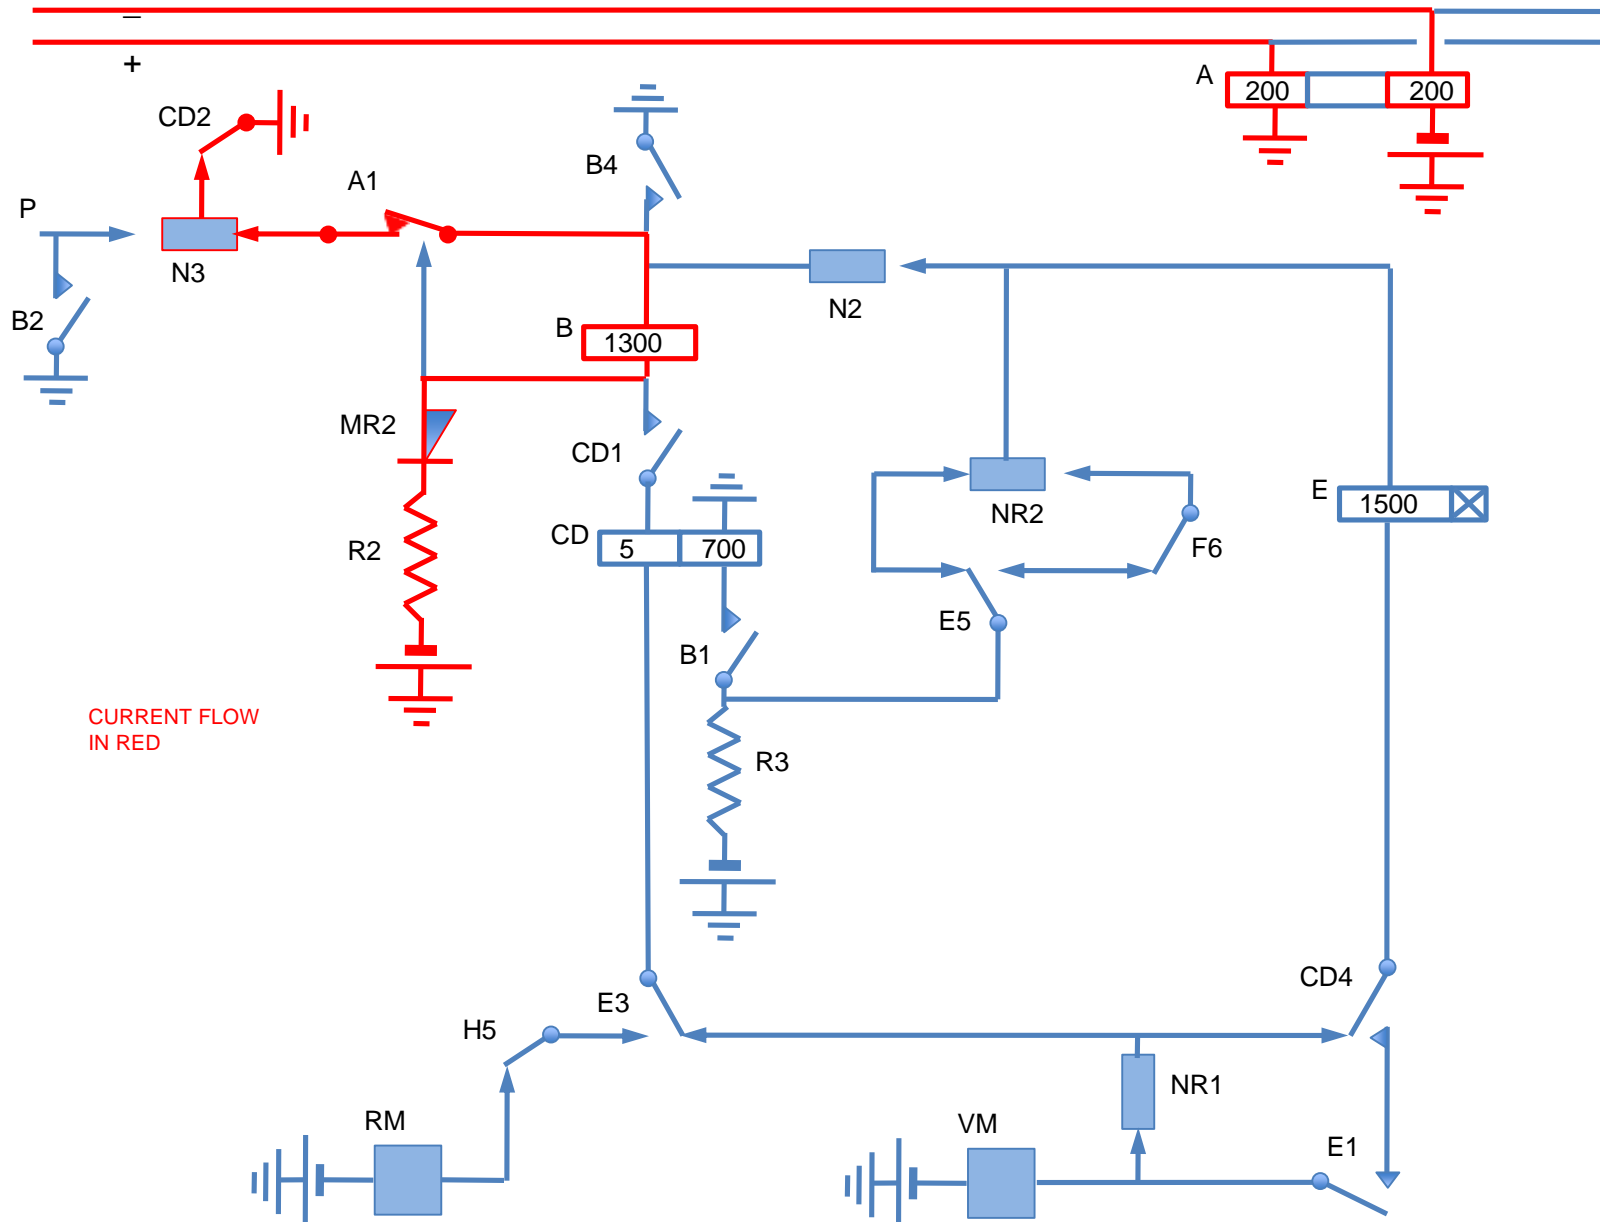 −
+
A
200
200
CD2
A1
B4
P
N3
N2
B2
B
1300
MR2
CD1
E
1500
NR2
F6
CD
5
700
R2
E5
B1
CURRENT FLOW
IN RED
R3
CD4
E3
H5
NR1
RM
VM
E1